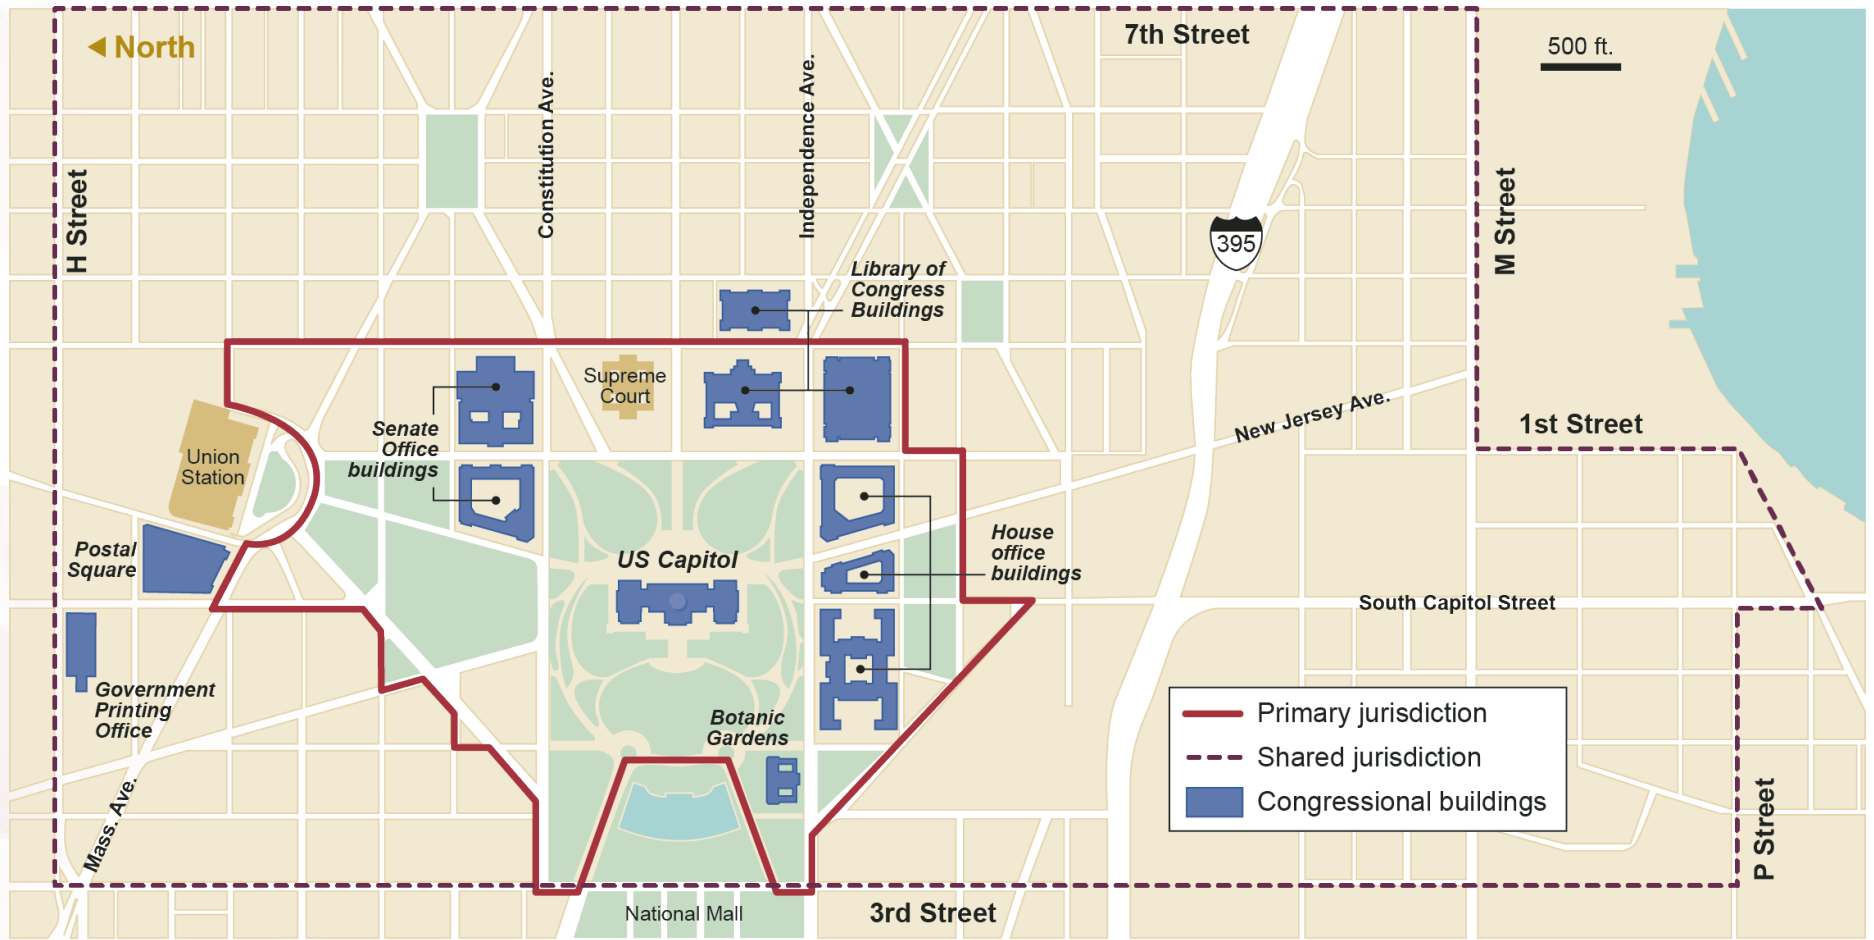 North
7th Street
500 ft.
H Street
Constitution Ave.
Independence Ave.
M Street
395
Library of
Congress
Buildings
Supreme
Court
Senate
Office
buildings
New Jersey Ave.
1st Street
Union
Station
Postal
Square
US Capitol
House
office
buildings
South Capitol Street
Government
Printing
Office
Botanic
Gardens
Mass. Ave.
Primary jurisdiction
Shared jurisdiction
Congressional buildings
P Street
National Mall
3rd Street